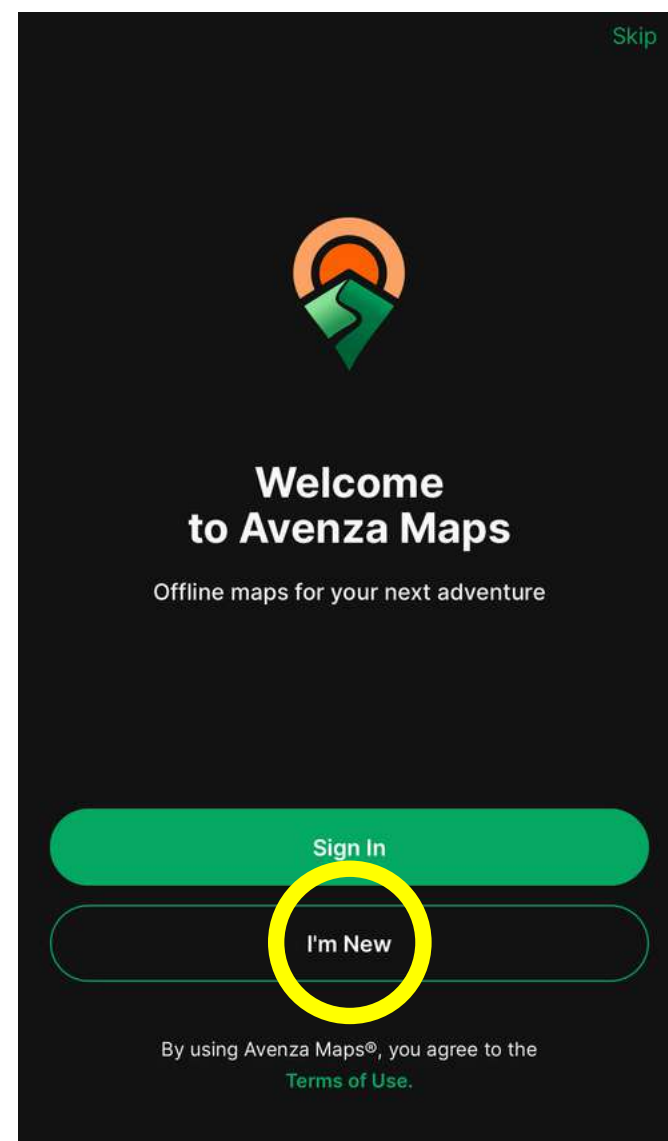 Skip
Welcome
to Avenza Maps
Offline maps for your next adventure
Sign In
I'm New
By using Avenza Maps®, you agree to the
Terms of Use.